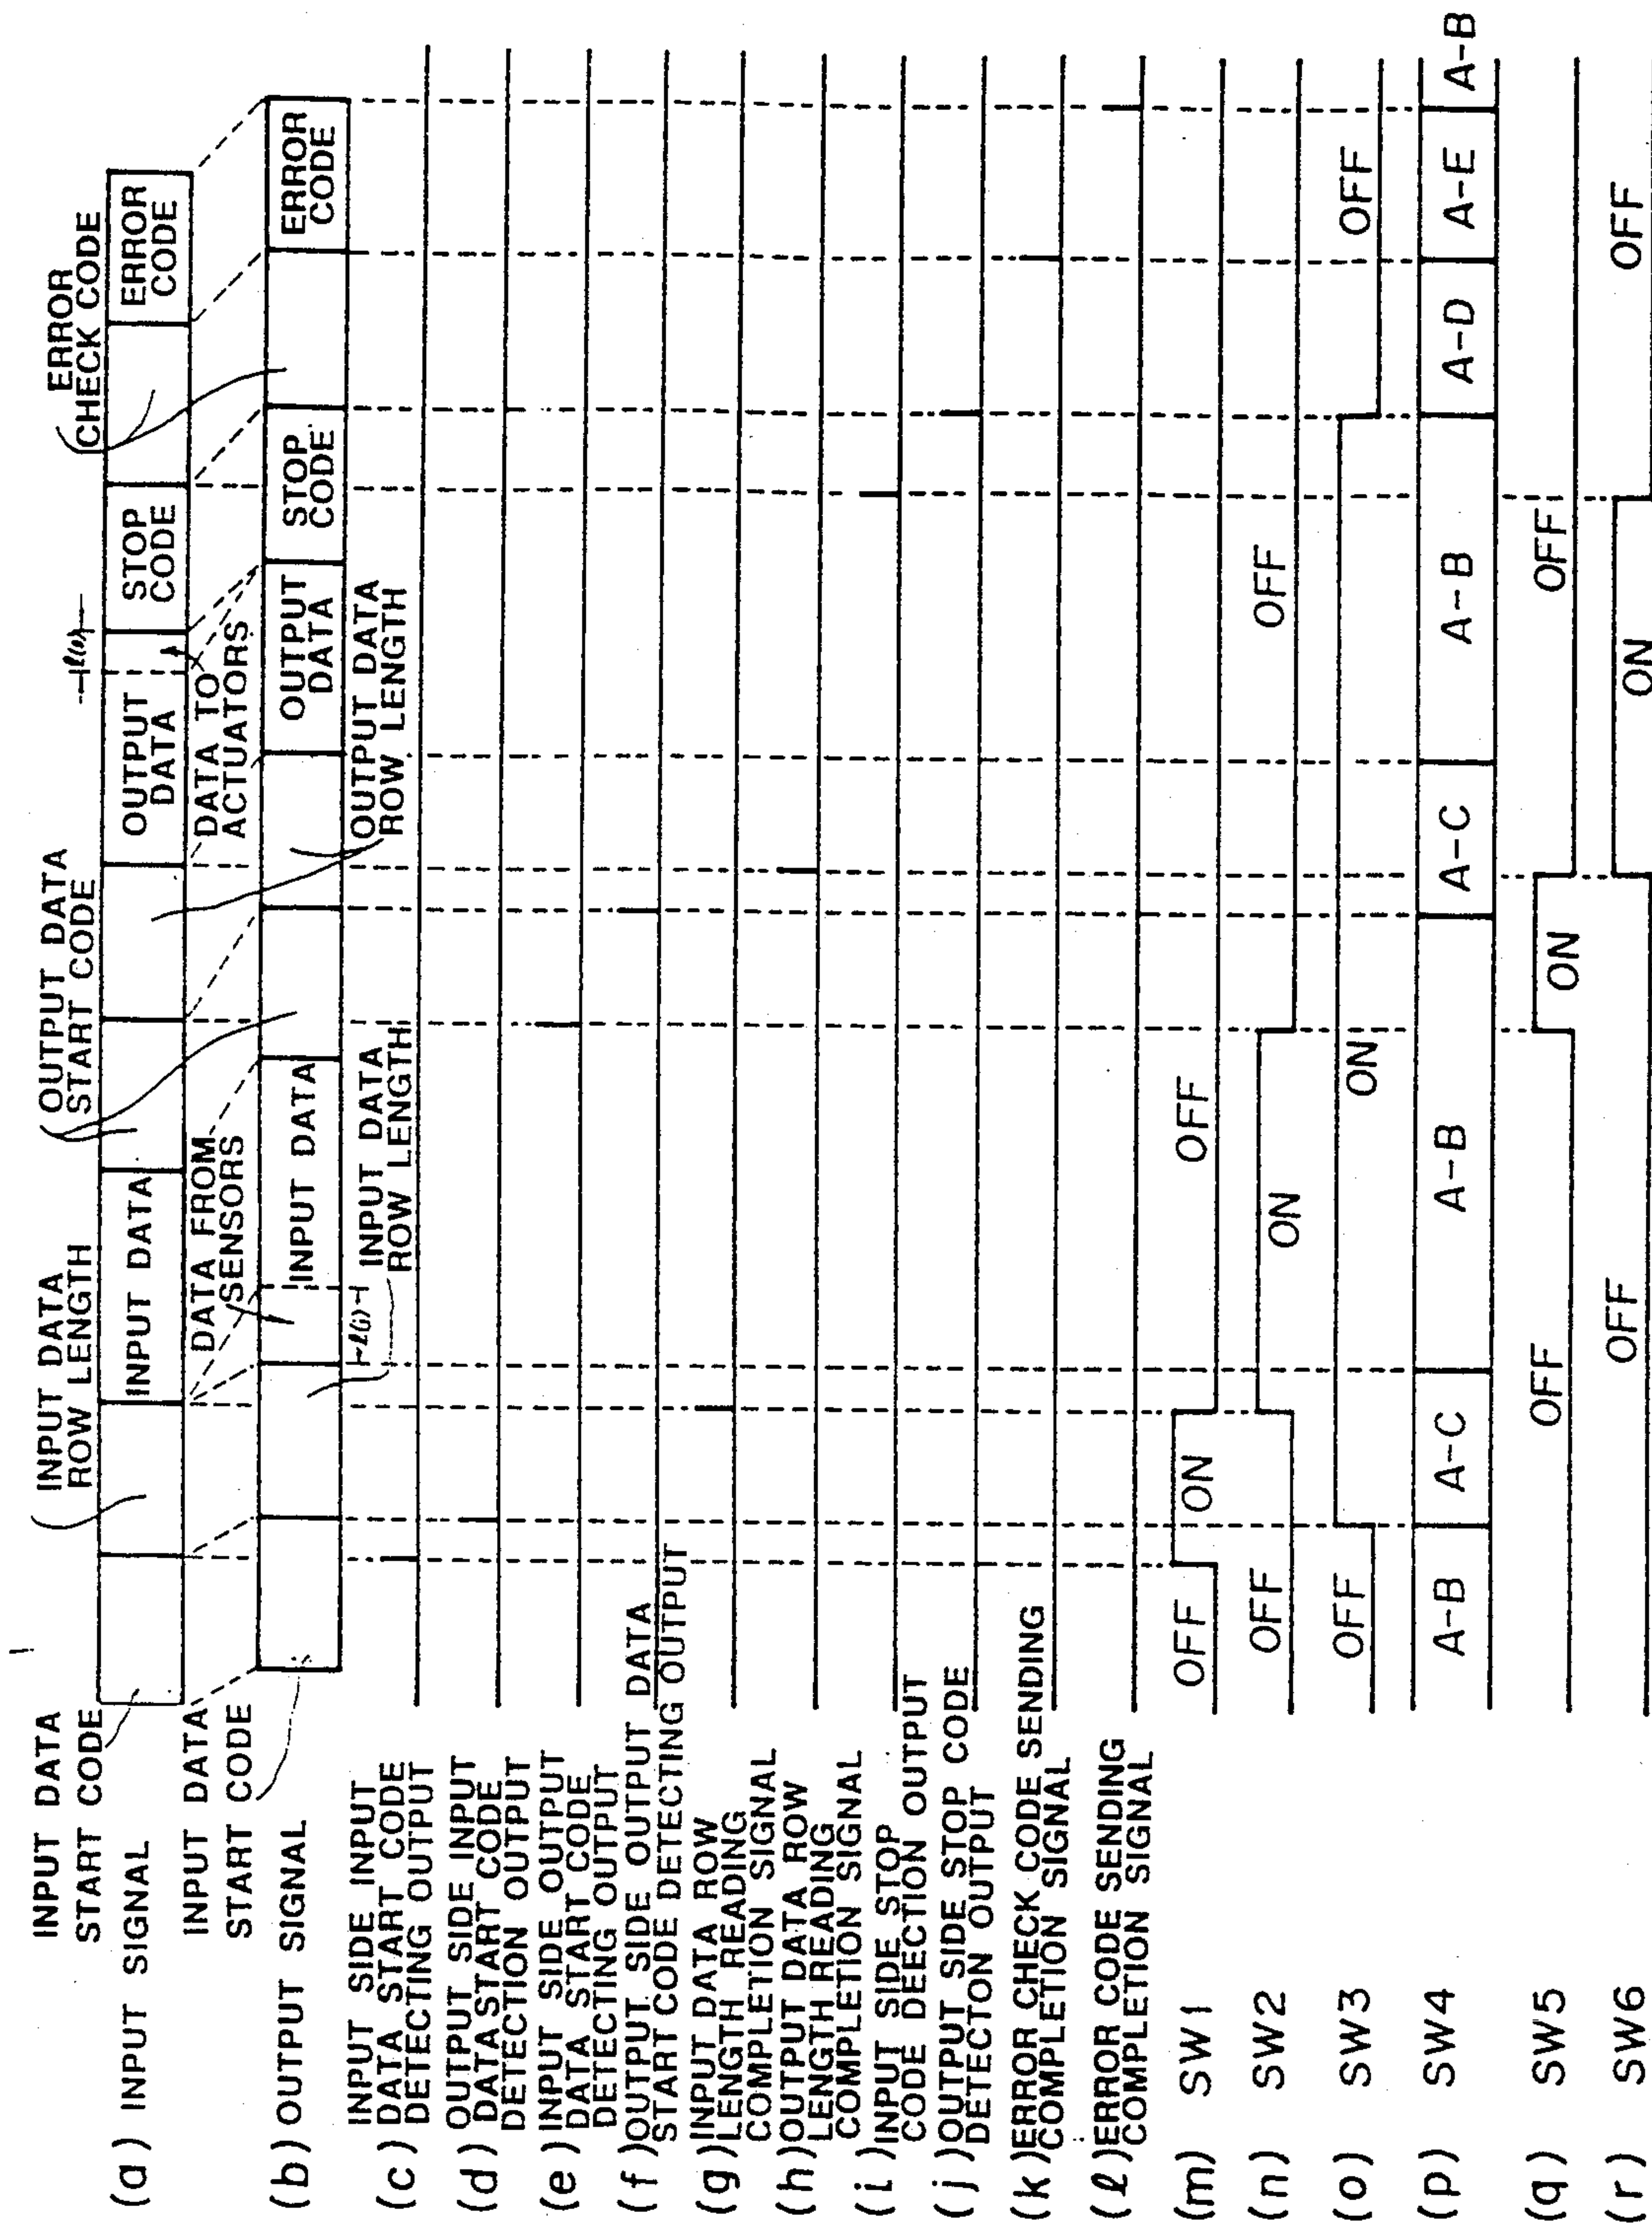 INPUT DATA
START CODE
INPUT DATA
ROW LENGTH
OUTPUT DATA
START CODE
ERROR
CHECK CODE
(a) INPUT SIGNAL
INPUT DATA
OUTPUT
DATA
STOP
CODE
ERROR
CODE
INPUT DATA
START CODE
DATA FROM
SENSORS
DATA TO
ACTUATORS
(b) OUTPUT SIGNAL
INPUT DATA
OUTPUT
DATA
STOP
CODE
ERROR
CODE
ℓ(i)
INPUT DATA
ROW LENGTH
OUTPUT DATA
ROW LENGTH
(c) INPUT SIDE INPUT
DATA START CODE
DETECTING OUTPUT
(d) OUTPUT SIDE INPUT
DATA START CODE
DETECTION OUTPUT
(e) INPUT SIDE OUTPUT
DATA START CODE
DETECTING OUTPUT
(f) OUTPUT SIDE OUTPUT DATA
START CODE DETECTING OUTPUT
(g) INPUT DATA ROW
LENGTH READING
COMPLETION SIGNAL
(h) OUTPUT DATA ROW
LENGTH READING
COMPLETION SIGNAL
(i) INPUT SIDE STOP
CODE DEECTION OUTPUT
(j) OUTPUT SIDE STOP CODE
DETECTON OUTPUT
(k) ERROR CHECK CODE SENDING
COMPLETION SIGNAL
(ℓ) ERROR CODE SENDING
COMPLETION SIGNAL
(m) SW1 OFF ON OFF
(n) SW2 OFF ON OFF
(o) SW3 OFF ON OFF
(p) SW4 A-B A-C A-B A-C A-B A-D A-E A-B
(q) SW5 OFF ON OFF
(r) SW6 OFF ON OFF